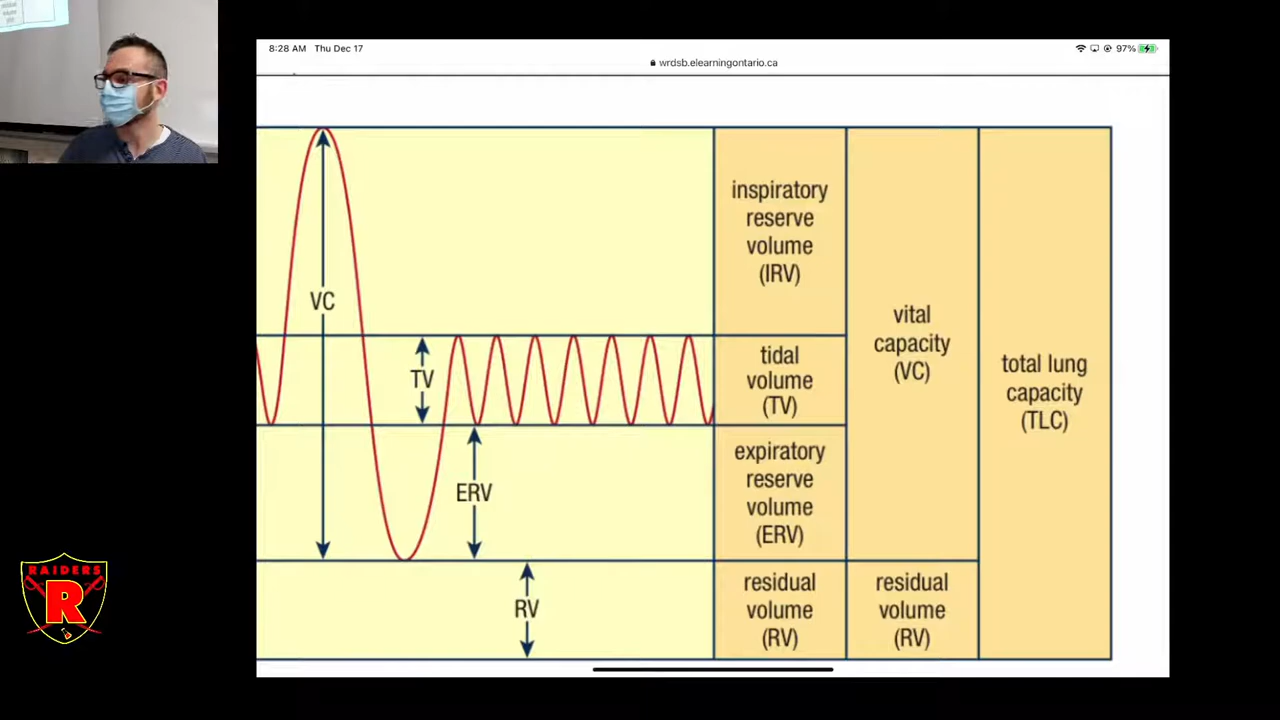 8:28 AM Thu Dec 17
97%
wrdsb.elearningontario.ca
VC
TV
ERV
RV
inspiratory
reserve
volume
(IRV)
tidal
volume
(TV)
expiratory
reserve
volume
(ERV)
residual
volume
(RV)
vital
capacity
(VC)
residual
volume
(RV)
total lung
capacity
(TLC)
RAIDERS
R